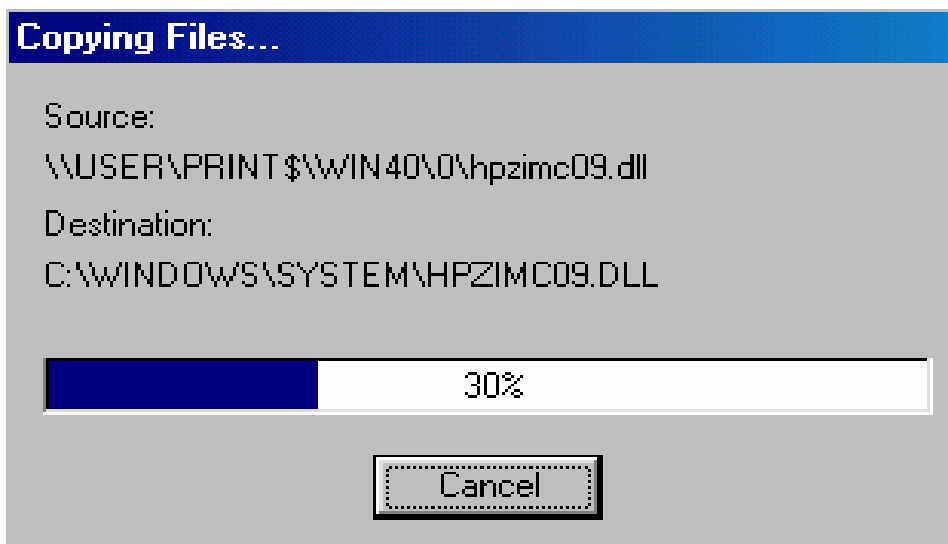 Copying Files...
Source:
\\USER\PRINT$\WIN40\0\hpzimc09.dll
Destination:
C:\WINDOWS\SYSTEM\HPZIMC09.DLL
30%
Cancel